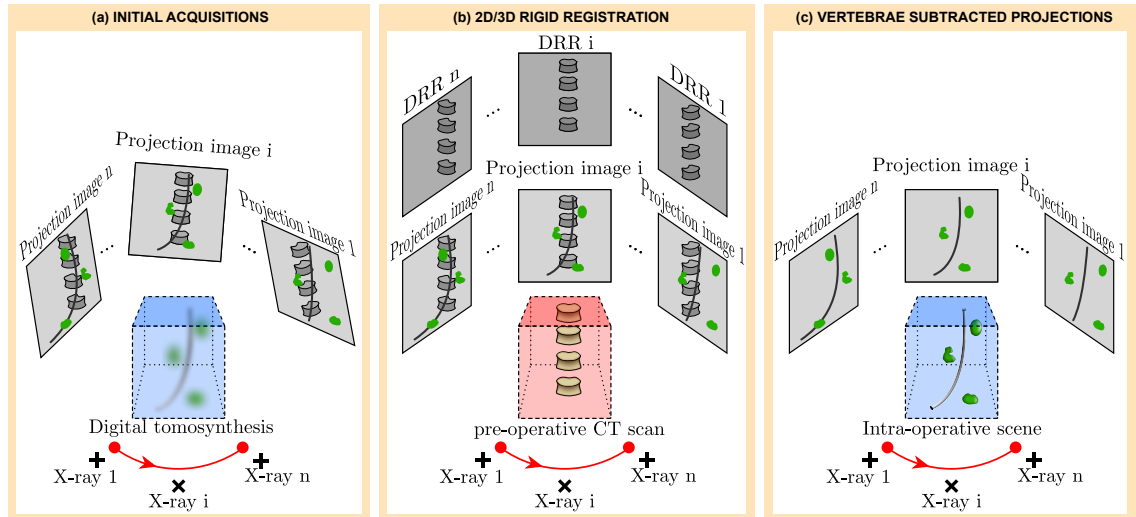 (a) INITIAL ACQUISITIONS
Projection image i
Projection image n
...
...
Projection image 1
Digital tomosynthesis
X-ray 1
X-ray n
X-ray i
(b) 2D/3D RIGID REGISTRATION
DRR i
DRR n
...
...
DRR 1
Projection image i
Projection image n
...
...
Projection image 1
pre-operative CT scan
X-ray 1
X-ray n
X-ray i
(c) VERTEBRAE SUBTRACTED PROJECTIONS
Projection image i
Projection image n
...
...
Projection image 1
Intra-operative scene
X-ray 1
X-ray n
X-ray i